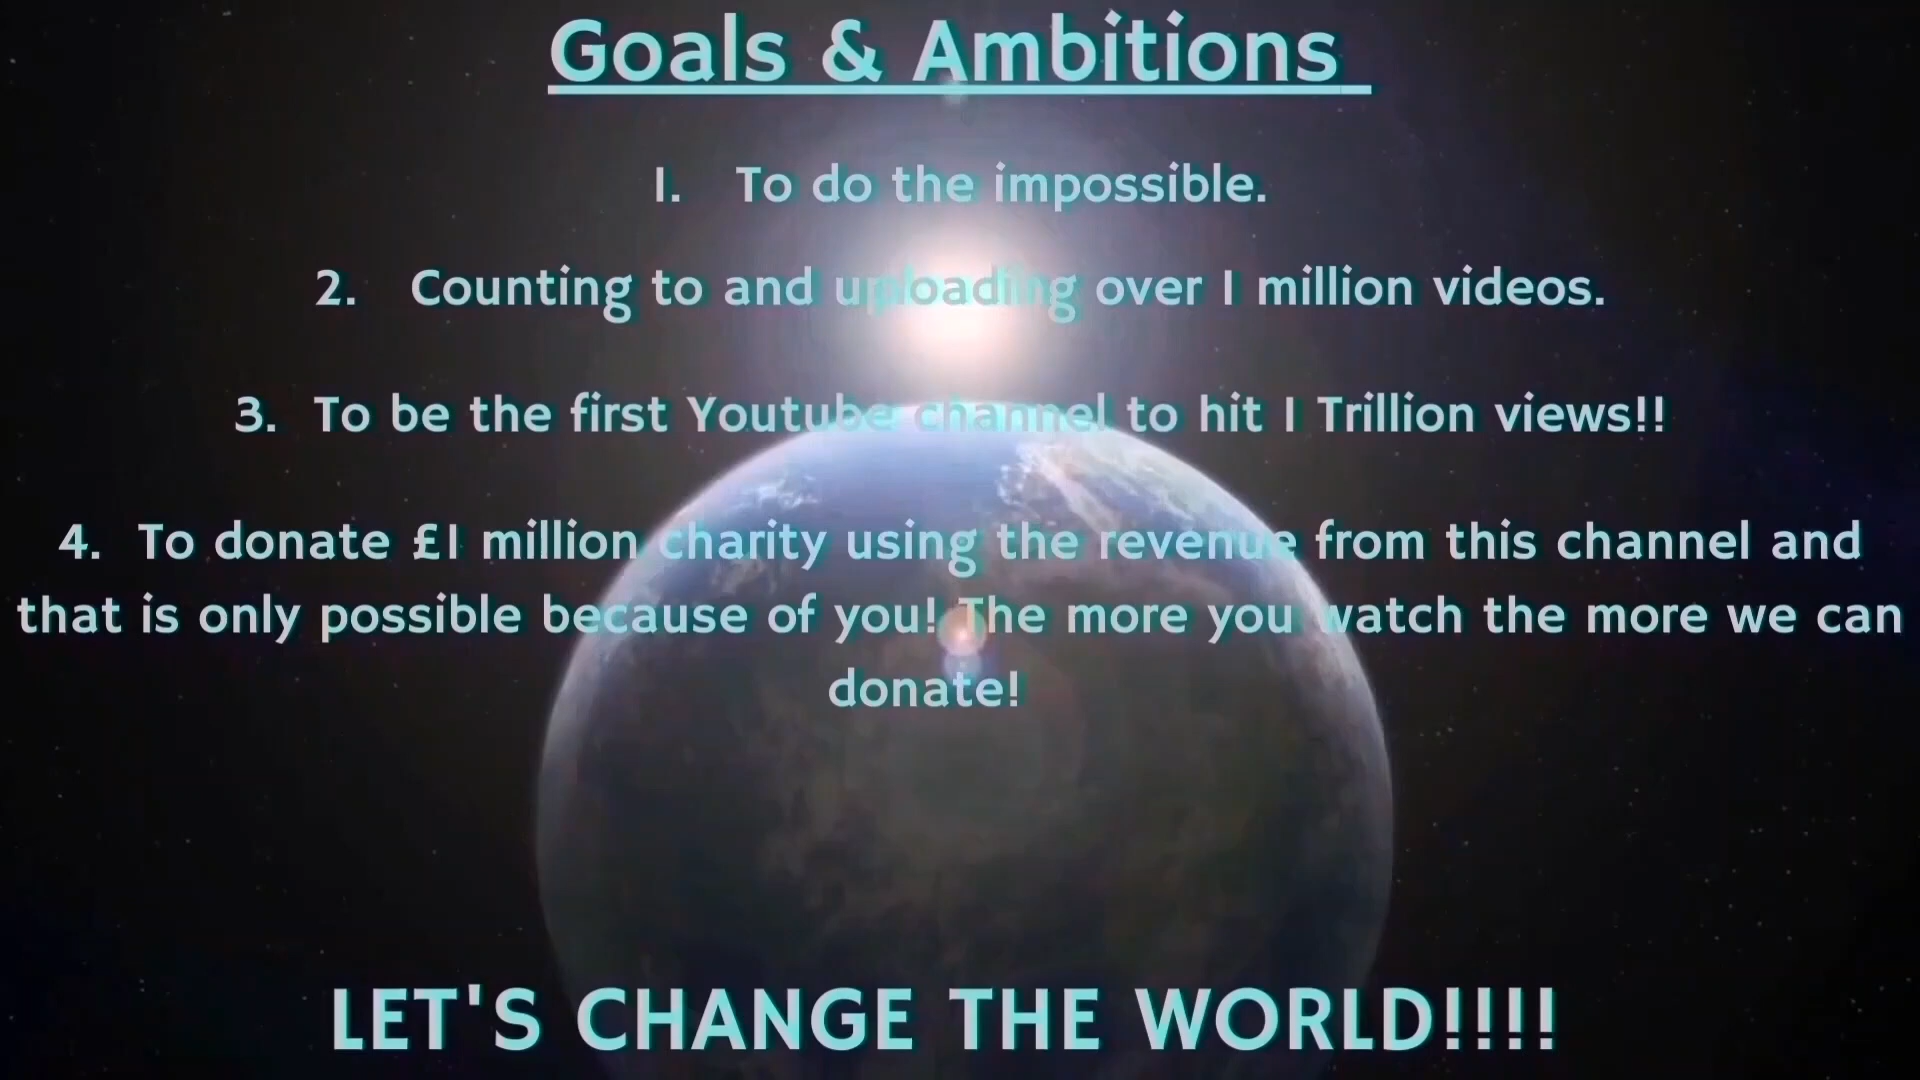 Goals & Ambitions
1. To do the impossible.
2. Counting to and uploading over 1 million videos.
3. To be the first Youtube channel to hit 1 Trillion views!!
4. To donate £1 million charity using the revenue from this channel and
that is only possible because of you! The more you watch the more we can
donate!
LET'S CHANGE THE WORLD!!!!